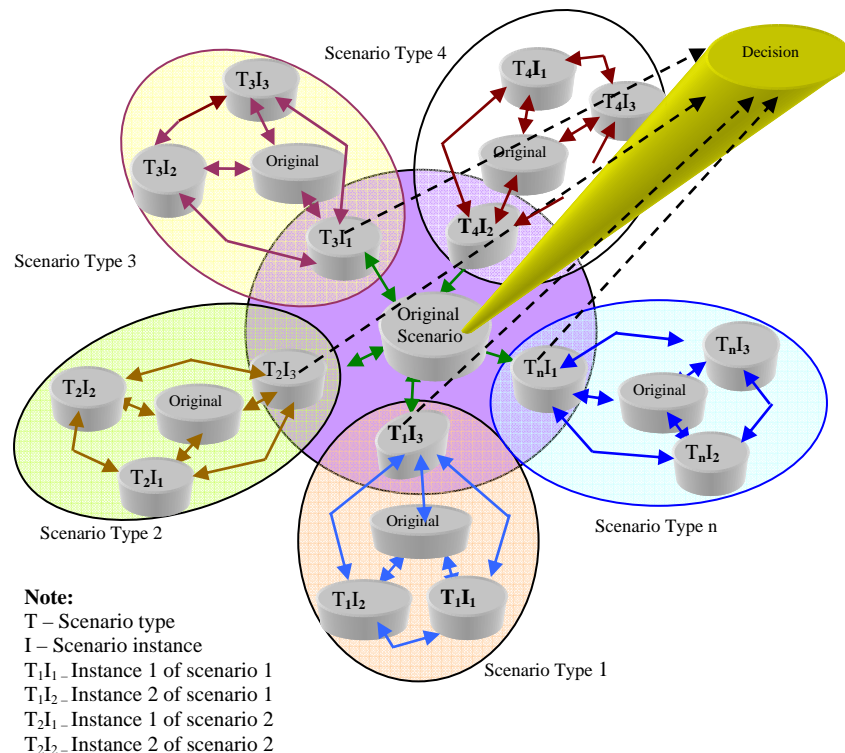 Scenario Type 4
Decision
T₄I₁
T₄I₃
Original
T₄I₂
T₃I₃
T₃I₂
Original
T₃I₁
Scenario Type 3
Original
Scenario
T₂I₃
T₂I₂
Original
T₂I₁
Scenario Type 2
TₙI₁
TₙI₃
Original
TₙI₂
Scenario Type n
T₁I₃
Original
T₁I₂
T₁I₁
Scenario Type 1
Note:
T – Scenario type
I – Scenario instance
T₁I₁ – Instance 1 of scenario 1
T₁I₂ – Instance 2 of scenario 1
T₂I₁ – Instance 1 of scenario 2
T₂I₂ – Instance 2 of scenario 2